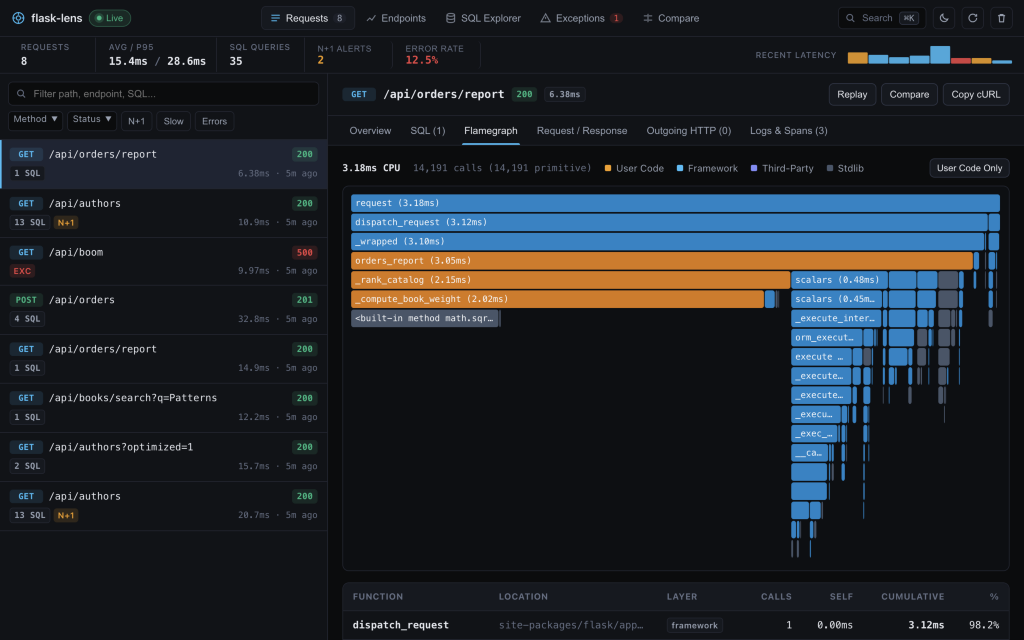 flask-lens Live Requests 8 Endpoints SQL Explorer Exceptions 1 Compare Search ⌘K
REQUESTS AVG / P95 SQL QUERIES N+1 ALERTS ERROR RATE RECENT LATENCY
8 15.4ms / 28.6ms 35 2 12.5%
Filter path, endpoint, SQL...
Method ▼ Status ▼ N+1 Slow Errors
GET /api/orders/report 200
1 SQL 6.38ms · 5m ago
GET /api/authors 200
13 SQL N+1 10.9ms · 5m ago
GET /api/boom 500
EXC 9.97ms · 5m ago
POST /api/orders 201
4 SQL 32.8ms · 5m ago
GET /api/orders/report 200
1 SQL 14.9ms · 5m ago
GET /api/books/search?q=Patterns 200
1 SQL 12.2ms · 5m ago
GET /api/authors?optimized=1 200
2 SQL 15.7ms · 5m ago
GET /api/authors 200
13 SQL N+1 20.7ms · 5m ago
GET /api/orders/report 200 6.38ms Replay Compare Copy cURL
Overview SQL (1) Flamegraph Request / Response Outgoing HTTP (0) Logs & Spans (3)
3.18ms CPU 14,191 calls (14,191 primitive) User Code Framework Third-Party Stdlib User Code Only
request (3.18ms)
dispatch_request (3.12ms)
_wrapped (3.10ms)
orders_report (3.05ms)
_rank_catalog (2.15ms) scalars (0.48ms)
_compute_book_weight (2.02ms) scalars (0.45m…
<built-in method math.sqr… _execute_inter…
orm_execut…
execute …
_execute…
_execute…
_execu…
_exec_…
__ca…
FUNCTION LOCATION LAYER CALLS SELF CUMULATIVE %
dispatch_request site-packages/flask/app… framework 1 0.00ms 3.12ms 98.2%